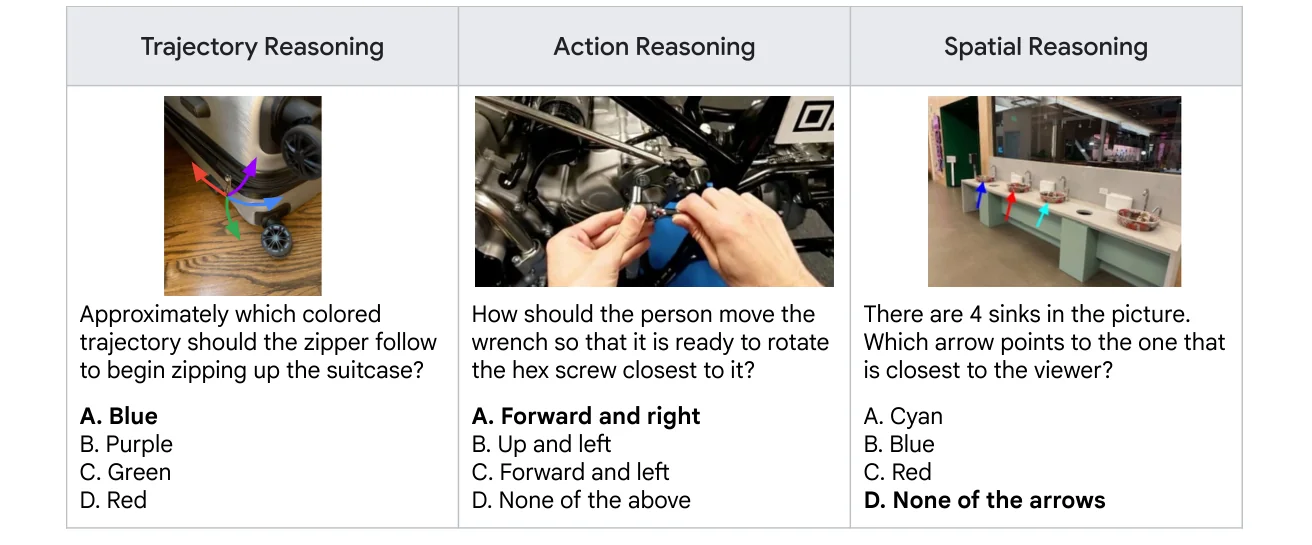 Trajectory Reasoning
Action Reasoning
Spatial Reasoning
Approximately which colored
trajectory should the zipper follow
to begin zipping up the suitcase?
A. Blue
B. Purple
C. Green
D. Red
How should the person move the
wrench so that it is ready to rotate
the hex screw closest to it?
A. Forward and right
B. Up and left
C. Forward and left
D. None of the above
There are 4 sinks in the picture.
Which arrow points to the one that
is closest to the viewer?
A. Cyan
B. Blue
C. Red
D. None of the arrows